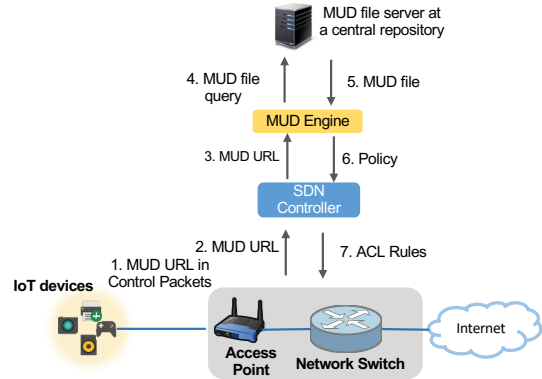 MUD file server at
a central repository
4. MUD file
query
5. MUD file
MUD Engine
3. MUD URL
6. Policy
SDN
Controller
2. MUD URL
7. ACL Rules
1. MUD URL in
Control Packets
IoT devices
Internet
Access
Point
Network Switch